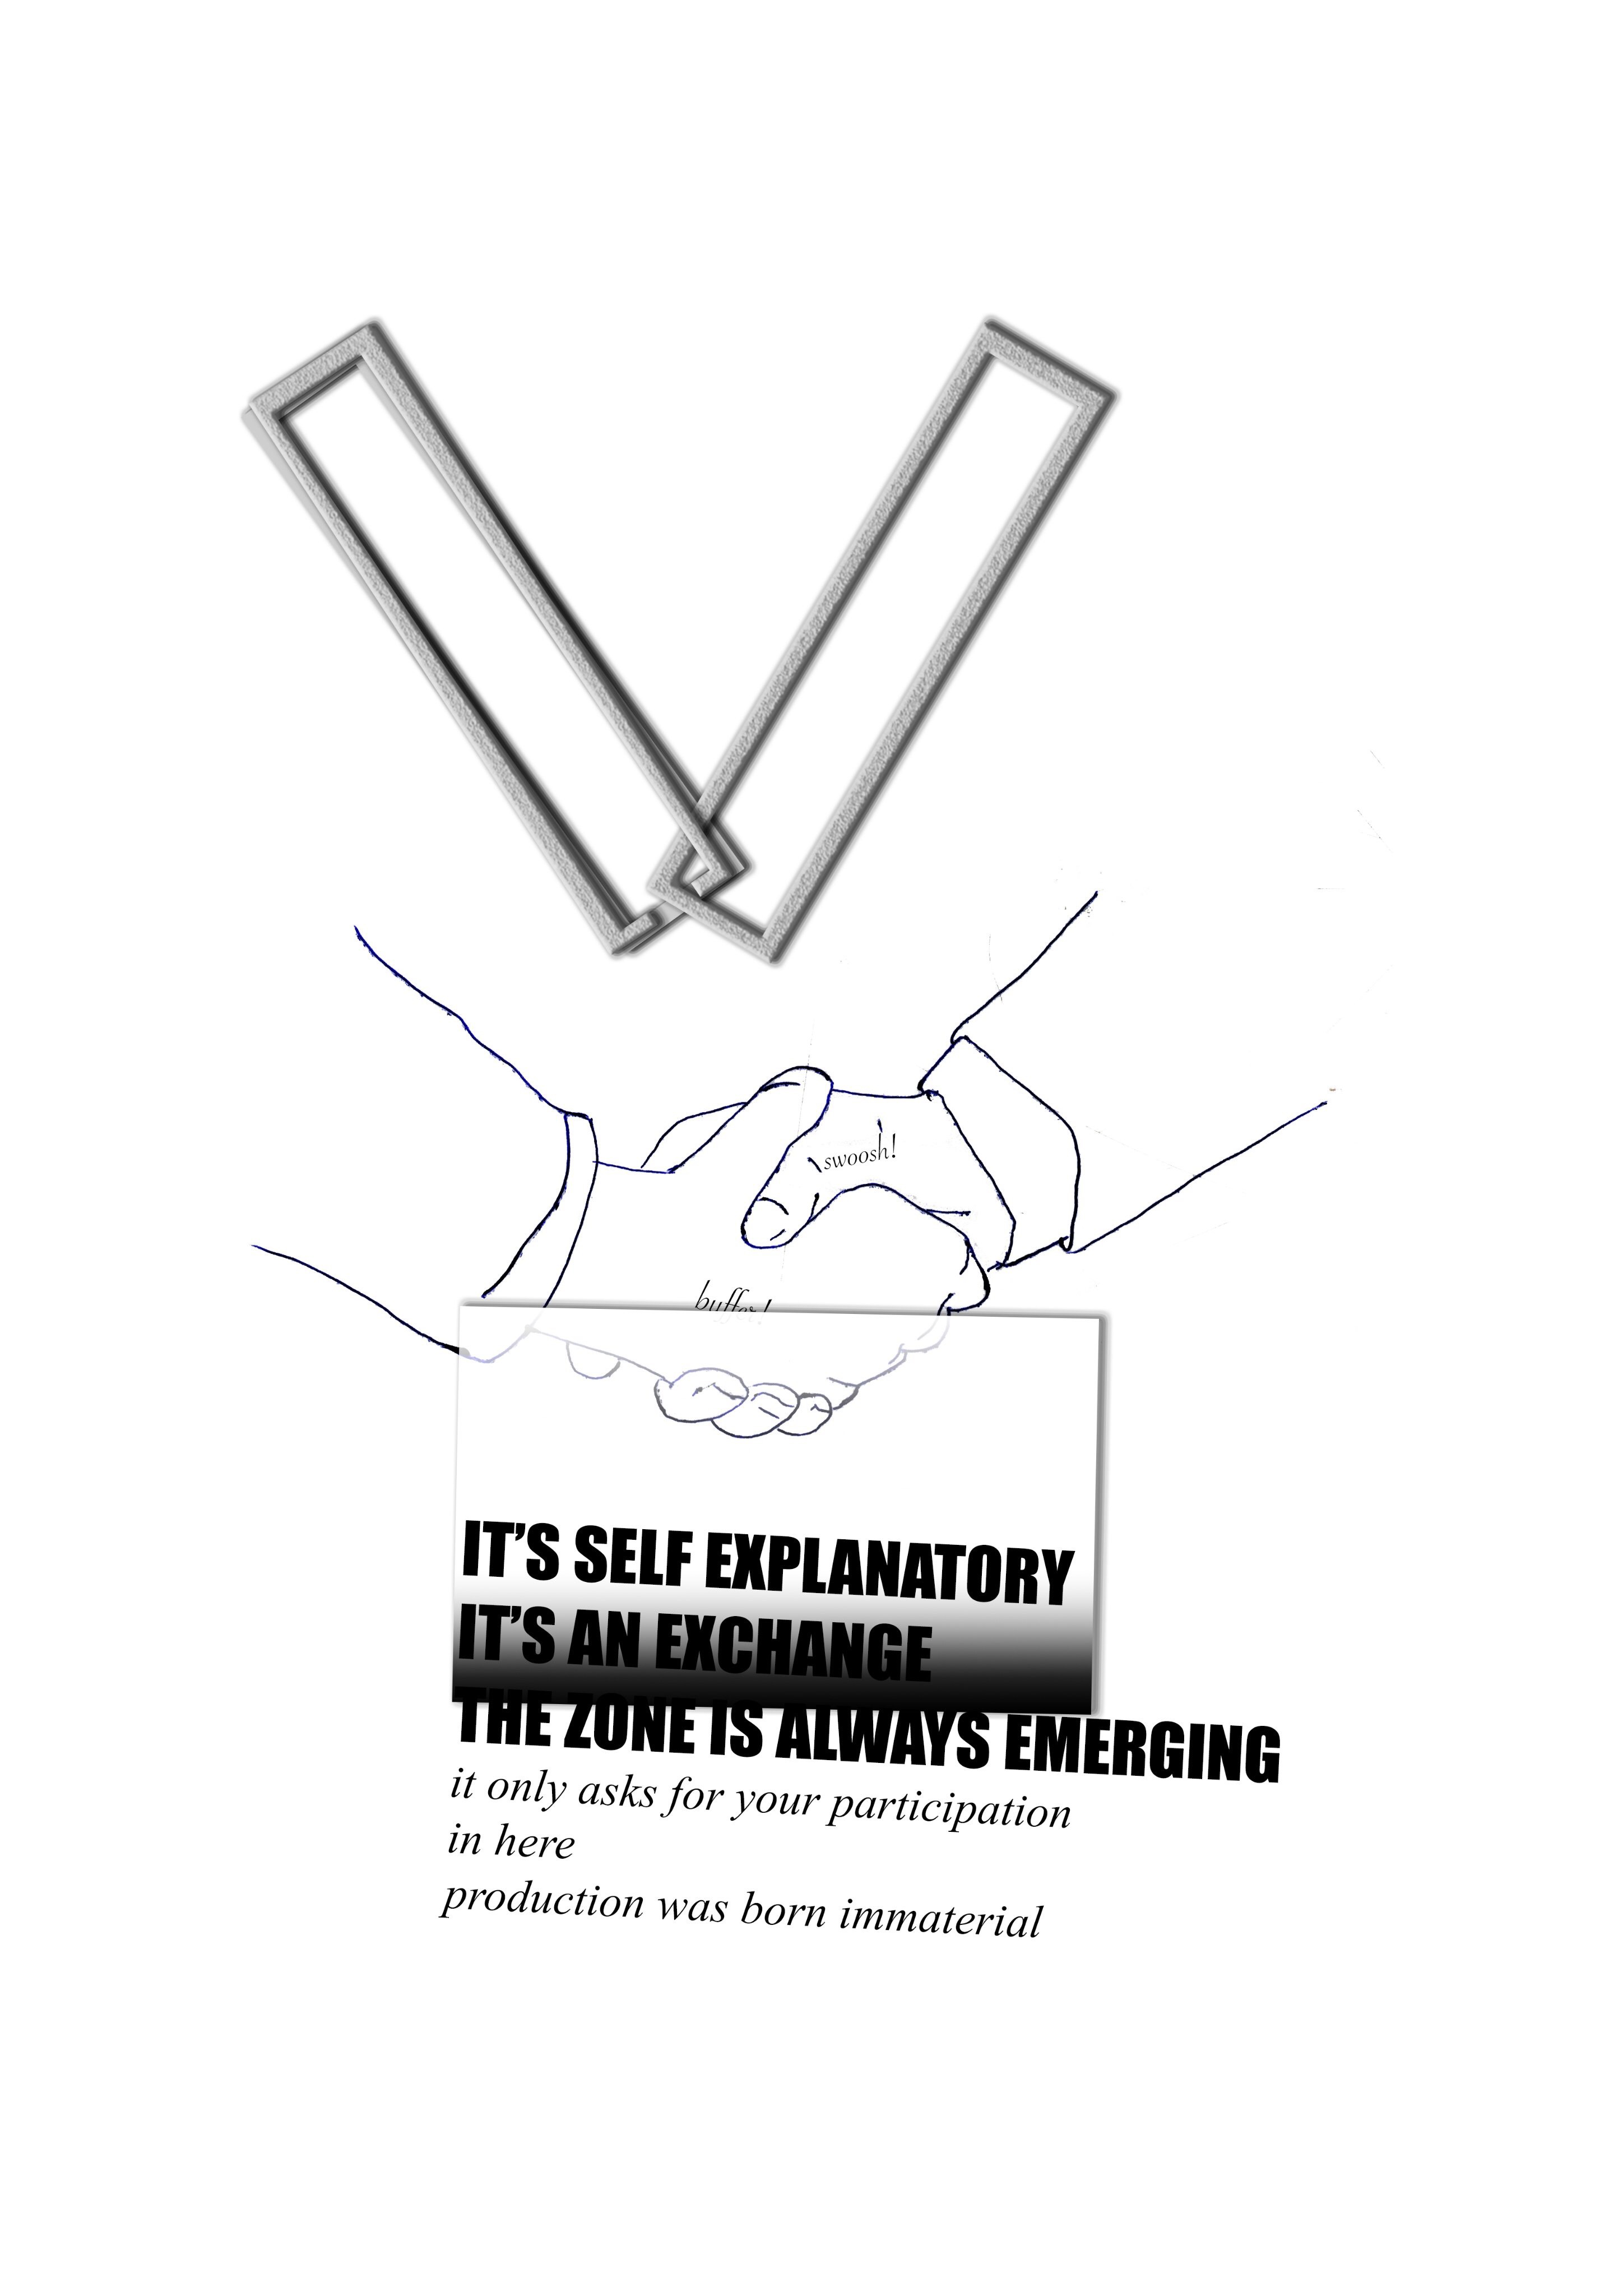 swoosh!
buffer!
IT'S SELF EXPLANATORY
IT'S AN EXCHANGE
THE ZONE IS ALWAYS EMERGING
it only asks for your participation
in here
production was born immaterial